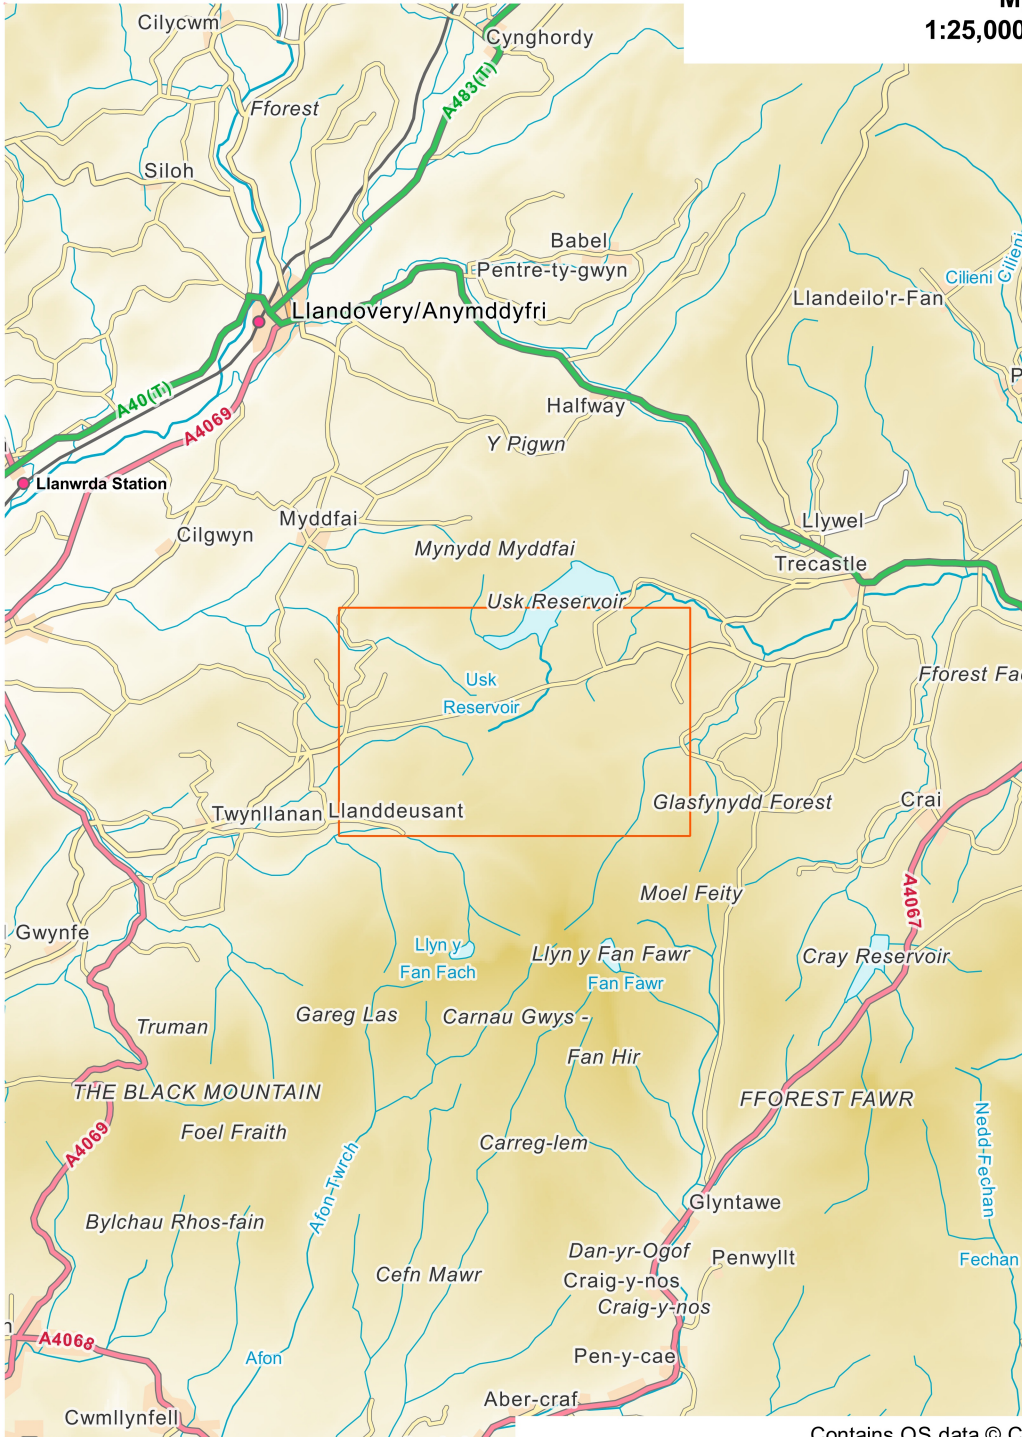 M
1:25,000
Cilycwm
Cynghordy
A483(T)
Fforest
Siloh
Babel
Pentre-ty-gwyn
Cilieni
Cilieni
Llandeilo'r-Fan
Llandovery/Anymddyfri
P
A40(T)
A4069
Halfway
Y Pigwn
Llanwrda Station
Myddfai
Cilgwyn
Llywel
Mynydd Myddfai
Trecastle
Usk Reservoir
Usk
Reservoir
Fforest Fa
Twynllanan
Llanddeusant
Glasfynydd Forest
Crai
Moel Feity
A4067
Gwynfe
Llyn y
Fan Fach
Llyn y Fan Fawr
Fan Fawr
Cray Reservoir
Truman
Gareg Las
Carnau Gwys -
Fan Hir
THE BLACK MOUNTAIN
FFOREST FAWR
Foel Fraith
A4069
Carreg-lem
Nedd-Fechan
Afon-Twrch
Glyntawe
Bylchau Rhos-fain
Dan-yr-Ogof
Penwyllt
Fechan
Cefn Mawr
Craig-y-nos
Craig-y-nos
n
A4068
Afon
Pen-y-cae
Aber-craf
Cwmllynfell
Contains OS data © C